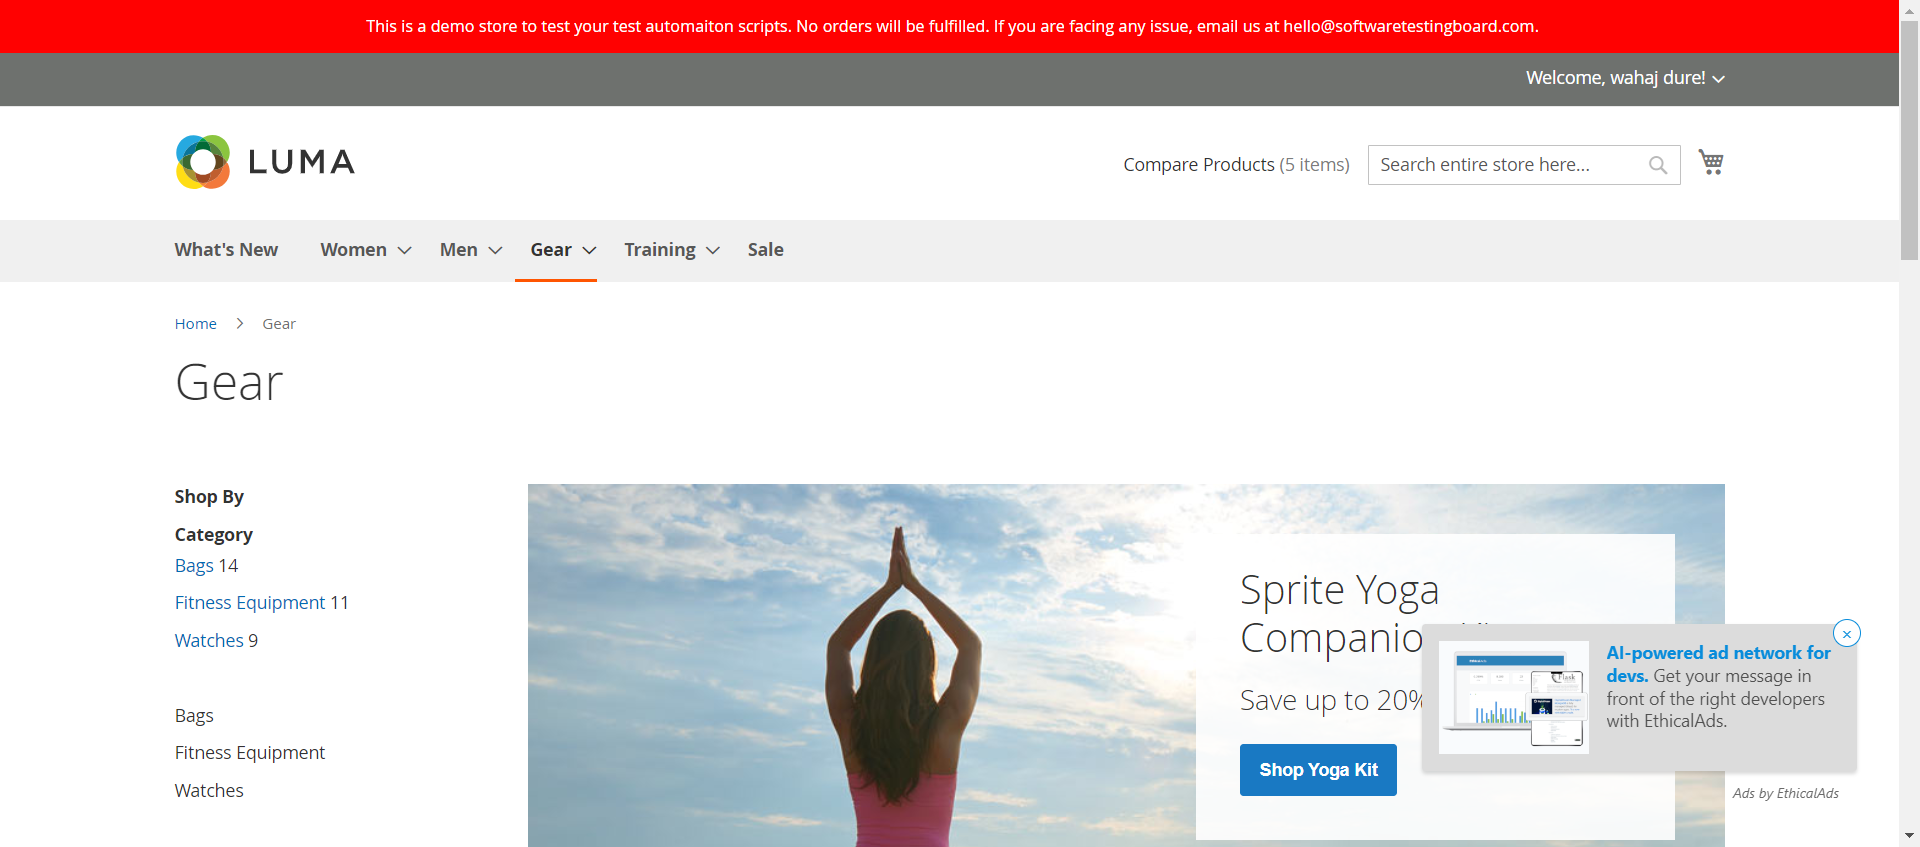 This is a demo store to test your test automaiton scripts. No orders will be fulfilled. If you are facing any issue, email us at hello@softwaretestingboard.com.
Welcome, wahaj dure!
LUMA
Compare Products (5 items)
Search entire store here...
What's New Women Men Gear Training Sale
Home > Gear
Gear
Shop By
Category
Bags 14
Fitness Equipment 11
Watches 9
Bags
Fitness Equipment
Watches
Sprite Yoga
Save up to 20%
Shop Yoga Kit
AI-powered ad network for
devs. Get your message in
front of the right developers
with EthicalAds.
Ads by EthicalAds